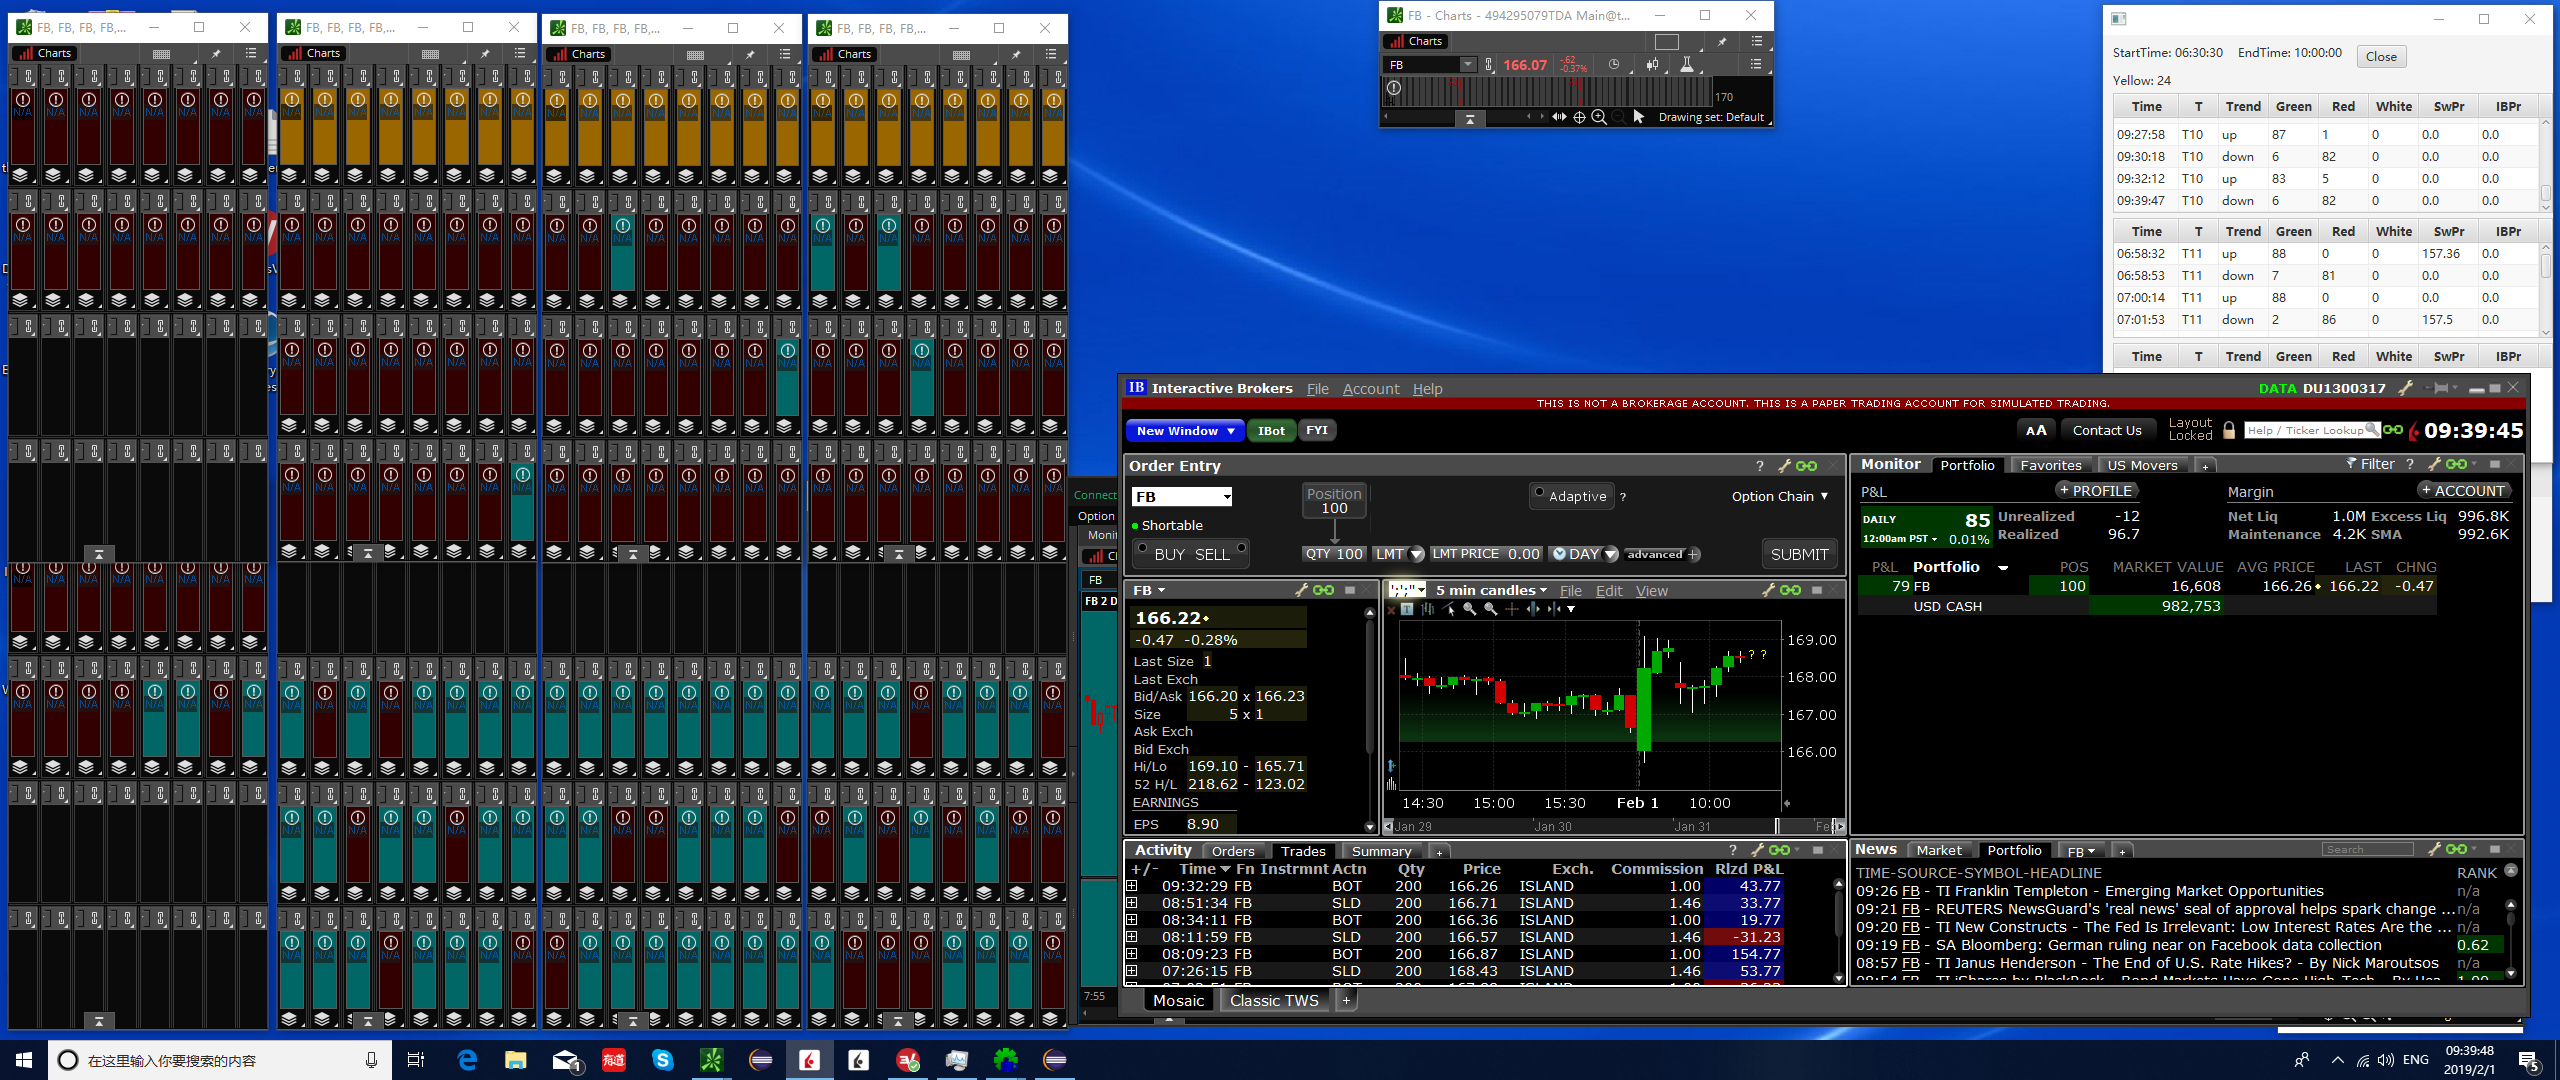 FB, FB, FB, FB,...
Charts
FB, FB, FB, FB,...
Charts
FB, FB, FB, FB,...
Charts
FB, FB, FB, FB,...
Charts
N/A
FB - Charts - 494295079TDA Main@t...
Charts
FB
166.07
-.62
-0.37%
170
Drawing set: Default
StartTime: 06:30:30 EndTime: 10:00:00 Close
Yellow: 24
Time T Trend Green Red White SwPr IBPr
09:27:58 T10 up 87 1 0 0.0 0.0
09:30:18 T10 down 6 82 0 0.0 0.0
09:32:12 T10 up 83 5 0 0.0 0.0
09:39:47 T10 down 6 82 0 0.0 0.0
Time T Trend Green Red White SwPr IBPr
06:58:32 T11 up 88 0 0 157.36 0.0
06:58:53 T11 down 7 81 0 0.0 0.0
07:00:14 T11 up 88 0 0 0.0 0.0
07:01:53 T11 down 2 86 0 157.5 0.0
Time T Trend Green Red White SwPr IBPr
IB Interactive Brokers File Account Help
DATA DU1300317
THIS IS NOT A BROKERAGE ACCOUNT. THIS IS A PAPER TRADING ACCOUNT FOR SIMULATED TRADING.
New Window IBot FYI
AA Contact Us Layout Locked Help / Ticker Lookup 09:39:45
Order Entry ?
FB
Position
100
Adaptive ?
Option Chain
Shortable
BUY SELL
QTY 100 LMT LMT PRICE 0.00 DAY advanced + SUBMIT
Monitor Portfolio Favorites US Movers + Filter ?
P&L + PROFILE Margin + ACCOUNT
DAILY 85 Unrealized -12 Net Liq 1.0M Excess Liq 996.8K
12:00am PST 0.01% Realized 96.7 Maintenance 4.2K SMA 992.6K
P&L Portfolio POS MARKET VALUE AVG PRICE LAST CHNG
79 FB 100 16,608 166.26 166.22 -0.47
USD CASH 982,753
Connect
Option
Monit
FB
FB 2 D
7:55
FB
166.22
-0.47 -0.28%
Last Size 1
Last Exch
Bid/Ask 166.20 x 166.23
Size 5 x 1
Ask Exch
Bid Exch
Hi/Lo 169.10 - 165.71
52 H/L 218.62 - 123.02
EARNINGS
EPS 8.90
5 min candles File Edit View
169.00
168.00
167.00
166.00
? ?
14:30 15:00 15:30 Feb 1 10:00
Jan 29 Jan 30 Jan 31
Activity Orders Trades Summary + ?
+/- Time Fn Instrmnt Actn Qty Price Exch. Commission Rlzd P&L
09:32:29 FB BOT 200 166.26 ISLAND 1.00 43.77
08:51:34 FB SLD 200 166.71 ISLAND 1.46 33.77
08:34:11 FB BOT 200 166.36 ISLAND 1.00 19.77
08:11:59 FB SLD 200 166.57 ISLAND 1.46 -31.23
08:09:23 FB BOT 200 166.87 ISLAND 1.00 154.77
07:26:15 FB SLD 200 168.43 ISLAND 1.46 53.77
Mosaic Classic TWS +
News Market Portfolio FB + Search
TIME-SOURCE-SYMBOL-HEADLINE RANK
09:26 FB - TI Franklin Templeton - Emerging Market Opportunities n/a
09:21 FB - REUTERS NewsGuard's 'real news' seal of approval helps spark change ... n/a
09:20 FB - TI New Constructs - The Fed Is Irrelevant: Low Interest Rates Are the ... n/a
09:19 FB - SA Bloomberg: German ruling near on Facebook data collection 0.62
08:57 FB - TI Janus Henderson - The End of U.S. Rate Hikes? - By Nick Maroutsos n/a
在这里输入你要搜索的内容
有道
ENG
09:39:48
2019/2/1
5